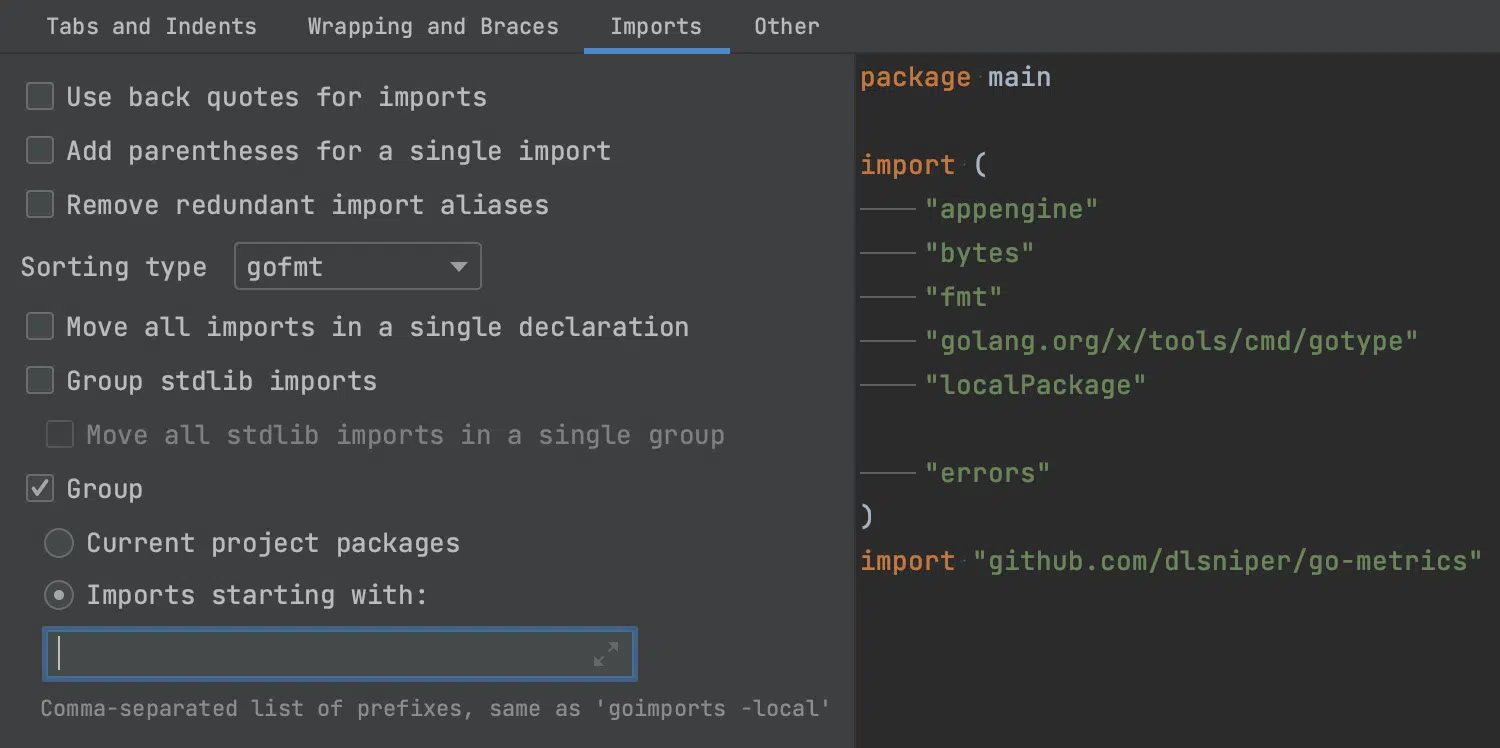 Tabs and Indents Wrapping and Braces Imports Other
Use back quotes for imports
Add parentheses for a single import
Remove redundant import aliases
Sorting type gofmt
Move all imports in a single declaration
Group stdlib imports
Move all stdlib imports in a single group
Group
Current project packages
Imports starting with:
Comma-separated list of prefixes, same as 'goimports -local'
package main
import (
"appengine"
"bytes"
"fmt"
"golang.org/x/tools/cmd/gotype"
"localPackage"
"errors"
)
import "github.com/dlsniper/go-metrics"